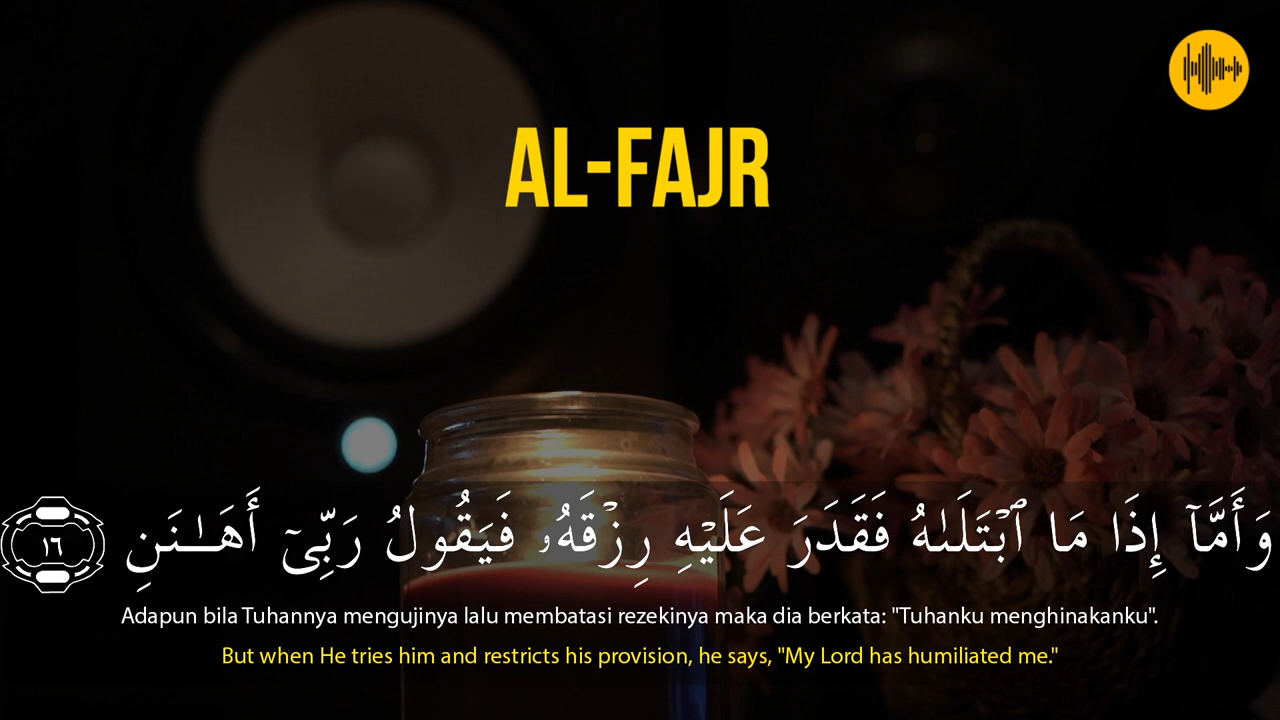 AL-FAJR
وَأَمَّآ إِذَا مَا ٱبْتَلَىٰهُ فَقَدَرَ عَلَيْهِ رِزْقَهُۥ فَيَقُولُ رَبِّىٓ أَهَـٰنَنِ ١٦
Adapun bila Tuhannya mengujinya lalu membatasi rezekinya maka dia berkata: "Tuhanku menghinakanku".
But when He tries him and restricts his provision, he says, "My Lord has humiliated me."